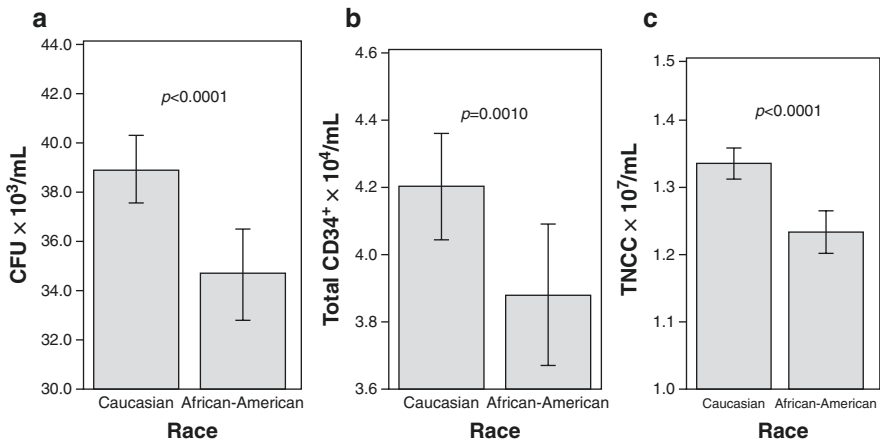 a
44.0
42.0
40.0
38.0
36.0
34.0
32.0
30.0
CFU × 10³/mL
p<0.0001
Caucasian African-American
Race
b
4.6
4.4
4.2
4.0
3.8
3.6
Total CD34⁺ × 10⁴/mL
p=0.0010
Caucasian African-American
Race
c
1.5
1.4
1.3
1.2
1.1
1.0
TNCC × 10⁷/mL
p<0.0001
Caucasian African-American
Race